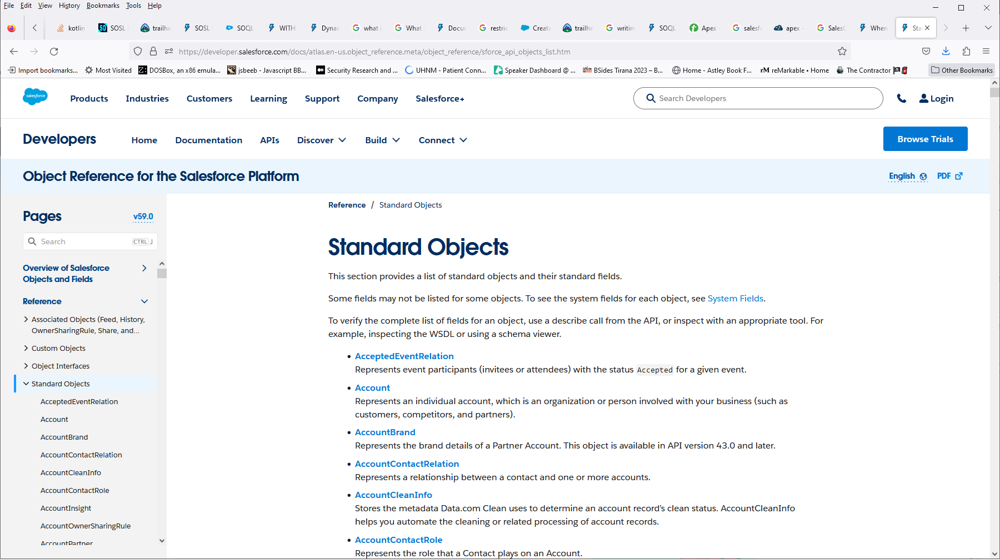 File Edit View History Bookmarks Tools Help
kotlin SOSL trailhe SOSL SOQL WITH Dynar what What Docur restric Create trailhe writin SOQL Apex salesf apex SalesC When Sta
https://developer.salesforce.com/docs/atlas.en-us.object_reference.meta/object_reference/sforce_api_objects_list.htm
Import bookmarks... Most Visited DOSBox, an x86 emula... jsbeeb - Javascript BB... Security Research and ... UHNM - Patient Conn... Speaker Dashboard @ ... BSides Tirana 2023 – B... Home - Astley Book F... rM reMarkable • Home The Contractor Other Bookmarks
salesforce Products Industries Customers Learning Support Company Salesforce+ Search Developers Login
Developers Home Documentation APIs Discover Build Connect Browse Trials
Object Reference for the Salesforce Platform English PDF
Pages v59.0
Search CTRL J
Overview of Salesforce
Objects and Fields
Reference
Associated Objects (Feed, History,
OwnerSharingRule, Share, and...
Custom Objects
Object Interfaces
Standard Objects
AcceptedEventRelation
Account
AccountBrand
AccountContactRelation
AccountCleanInfo
AccountContactRole
AccountInsight
AccountOwnerSharingRule
AccountPartner
Reference / Standard Objects
Standard Objects
This section provides a list of standard objects and their standard fields.
Some fields may not be listed for some objects. To see the system fields for each object, see System Fields.
To verify the complete list of fields for an object, use a describe call from the API, or inspect with an appropriate tool. For
example, inspecting the WSDL or using a schema viewer.
• AcceptedEventRelation
Represents event participants (invitees or attendees) with the status Accepted for a given event.
• Account
Represents an individual account, which is an organization or person involved with your business (such as
customers, competitors, and partners).
• AccountBrand
Represents the brand details of a Partner Account. This object is available in API version 43.0 and later.
• AccountContactRelation
Represents a relationship between a contact and one or more accounts.
• AccountCleanInfo
Stores the metadata Data.com Clean uses to determine an account record’s clean status. AccountCleanInfo
helps you automate the cleaning or related processing of account records.
• AccountContactRole
Represents the role that a Contact plays on an Account.